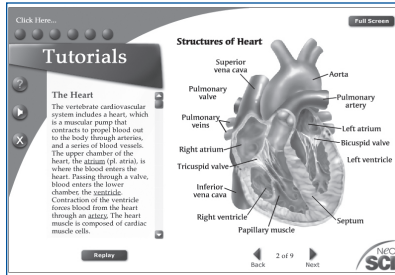 Click Here...
Full Screen
Tutorials
The Heart
The vertebrate cardiovascular
system includes a heart, which
is a muscular pump that
contracts to propel blood out
to the body through arteries,
and a series of blood vessels.
The upper chamber of the
heart, the atrium (pl. atria), is
where the blood enters the
heart. Passing through a valve,
blood enters the lower
chamber, the ventricle.
Contraction of the ventricle
forces blood from the heart
through an artery. The heart
muscle is composed of cardiac
muscle cells.
Replay
Structures of Heart
Superior
vena cava
Aorta
Pulmonary
valve
Pulmonary
artery
Pulmonary
veins
Left atrium
Bicuspid valve
Right atrium
Left ventricle
Tricuspid valve
Inferior
vena cava
Right ventricle
Septum
Papillary muscle
Back
2 of 9
Next
NEO
SCI